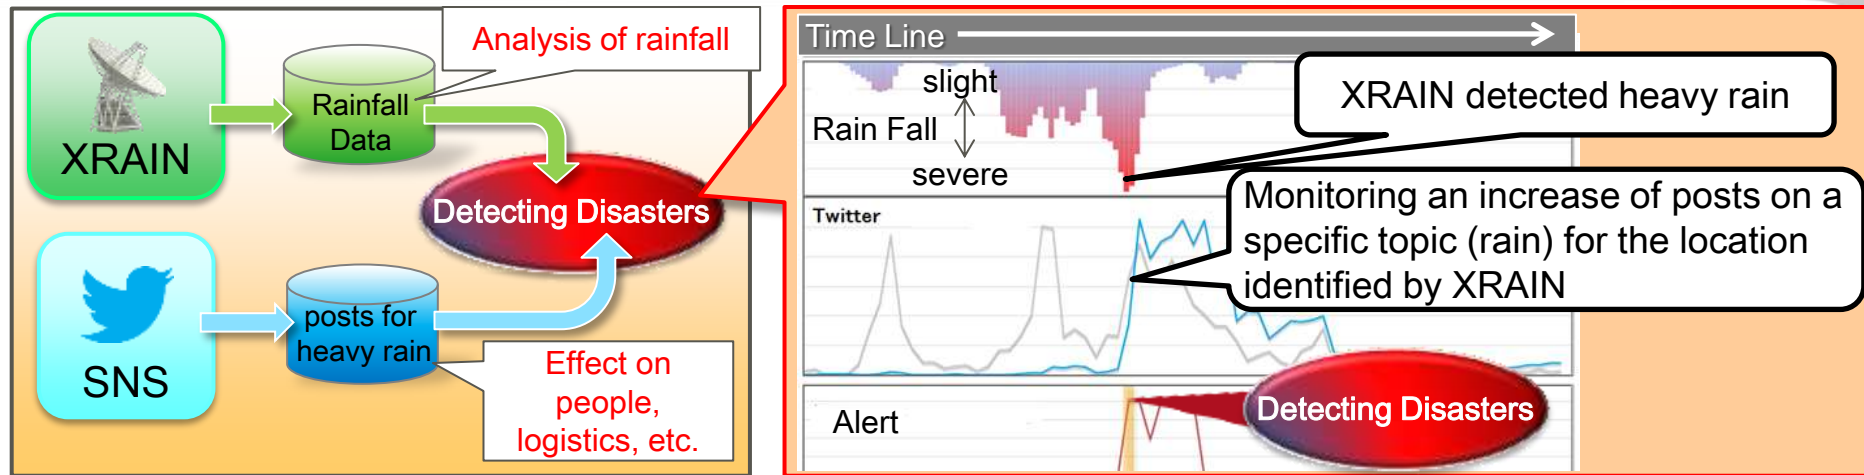 Analysis of rainfall
XRAIN
Rainfall
Data
Detecting Disasters
SNS
posts for
heavy rain
Effect on
people,
logistics, etc.
Time Line
slight
Rain Fall
severe
XRAIN detected heavy rain
Twitter
Monitoring an increase of posts on a
specific topic (rain) for the location
identified by XRAIN
Alert
Detecting Disasters